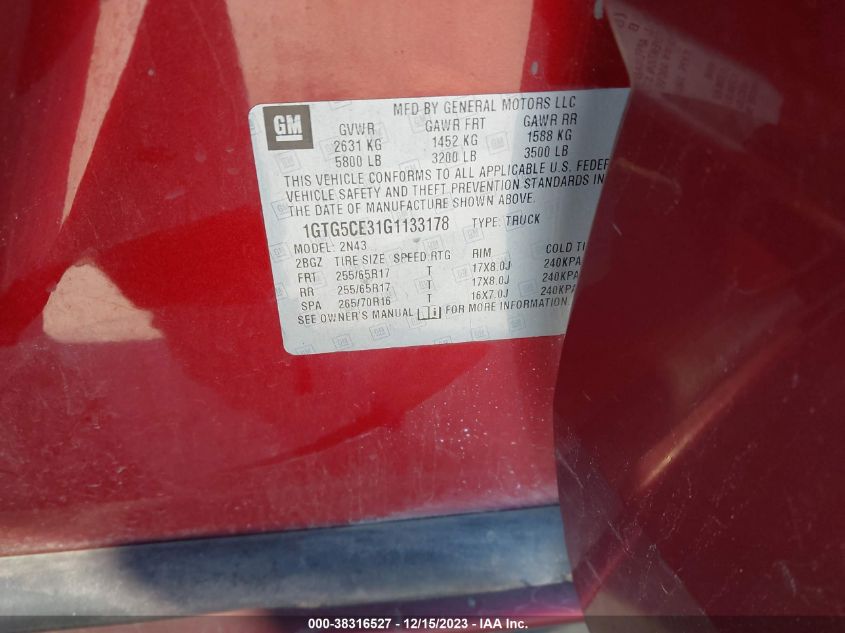 MFD BY GENERAL MOTORS LLC
GM
GVWR GAWR FRT GAWR RR
2631 KG 1452 KG 1588 KG
5800 LB 3200 LB 3500 LB
THIS VEHICLE CONFORMS TO ALL APPLICABLE U.S. FEDER
VEHICLE SAFETY AND THEFT PREVENTION STANDARDS IN
THE DATE OF MANUFACTURE SHOWN ABOVE.
1GTG5CE31G1133178 TYPE: TRUCK
MODEL: 2N43
2BGZ TIRE SIZE SPEED RTG RIM COLD TI
FRT 255/65R17 T 17X8.0J 240KPA
RR 255/65R17 T 17X8.0J 240KPA
SPA 265/70R16 T 16X7.0J 240KPA
SEE OWNER'S MANUAL FOR MORE INFORMATION.
000-38316527 - 12/15/2023 - IAA Inc.